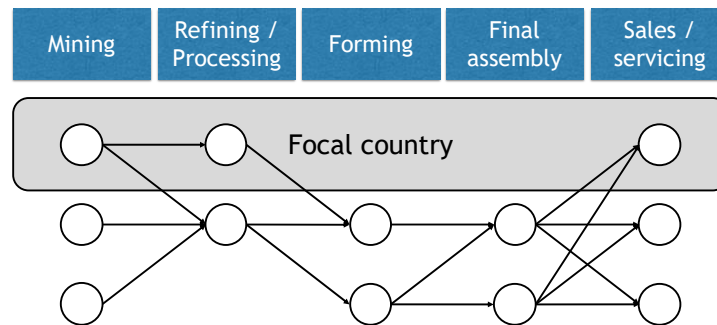 Mining
Refining /
Processing
Forming
Final
assembly
Sales /
servicing
Focal country